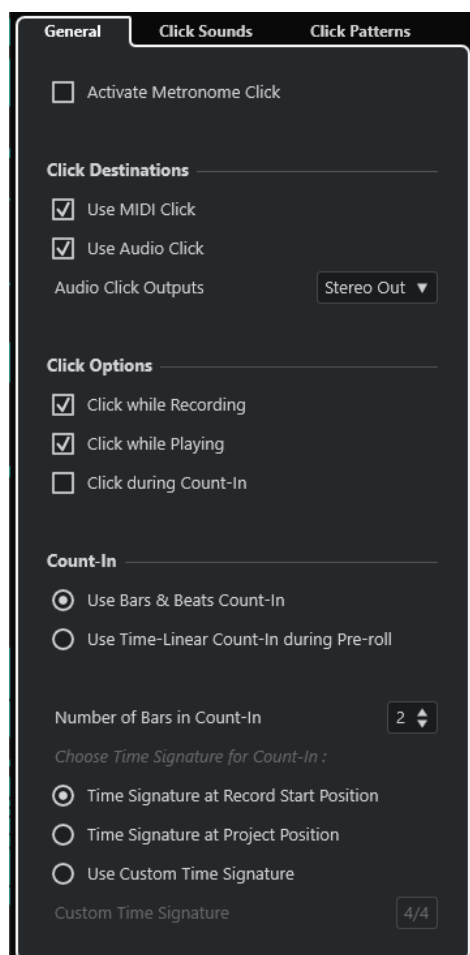 General Click Sounds Click Patterns
Activate Metronome Click
Click Destinations
Use MIDI Click
Use Audio Click
Audio Click Outputs Stereo Out
Click Options
Click while Recording
Click while Playing
Click during Count-In
Count-In
Use Bars & Beats Count-In
Use Time-Linear Count-In during Pre-roll
Number of Bars in Count-In 2
Choose Time Signature for Count-In :
Time Signature at Record Start Position
Time Signature at Project Position
Use Custom Time Signature
Custom Time Signature 4/4